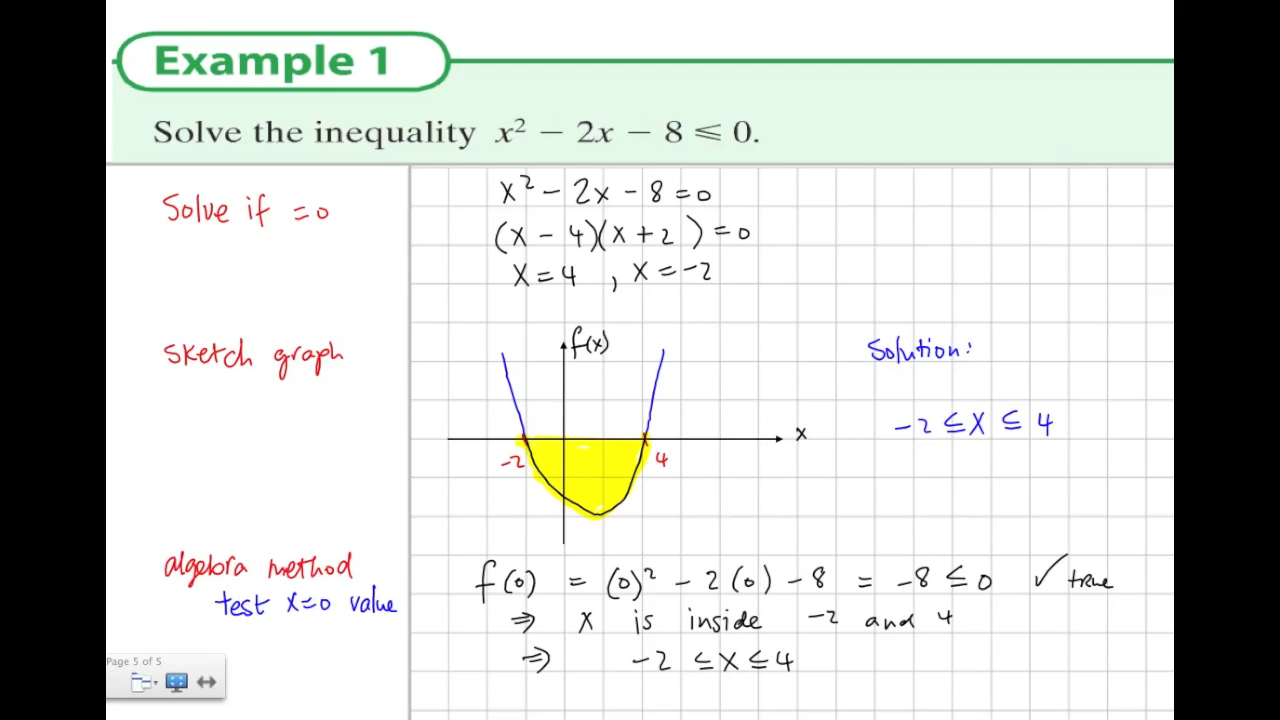 Example 1
Solve the inequality x² − 2x − 8 ⩽ 0.
Solve if = 0
x² − 2x − 8 = 0
(x − 4)(x + 2) = 0
x = 4 , x = −2
sketch graph
f(x)
x
−2
4
Solution:
−2 ≤ x ≤ 4
algebra method
test x=0 value
f(0) = (0)² − 2(0) − 8 = −8 ≤ 0 ✓ true
⇒ x is inside −2 and 4
⇒ −2 ≤ x ≤ 4
Page 5 of 5